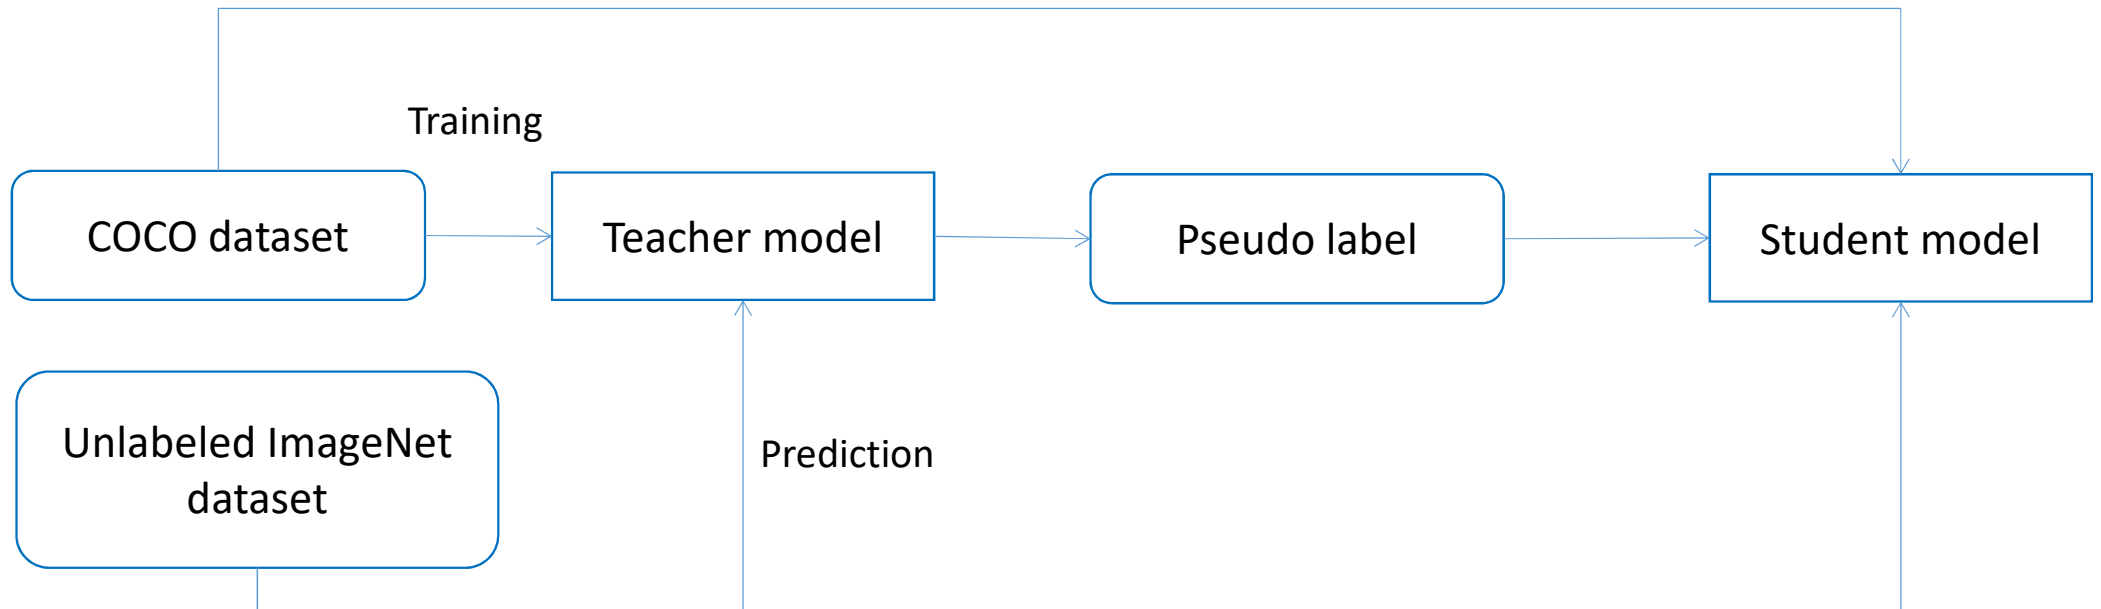 Training
COCO dataset
Teacher model
Pseudo label
Student model
Unlabeled ImageNet
dataset
Prediction